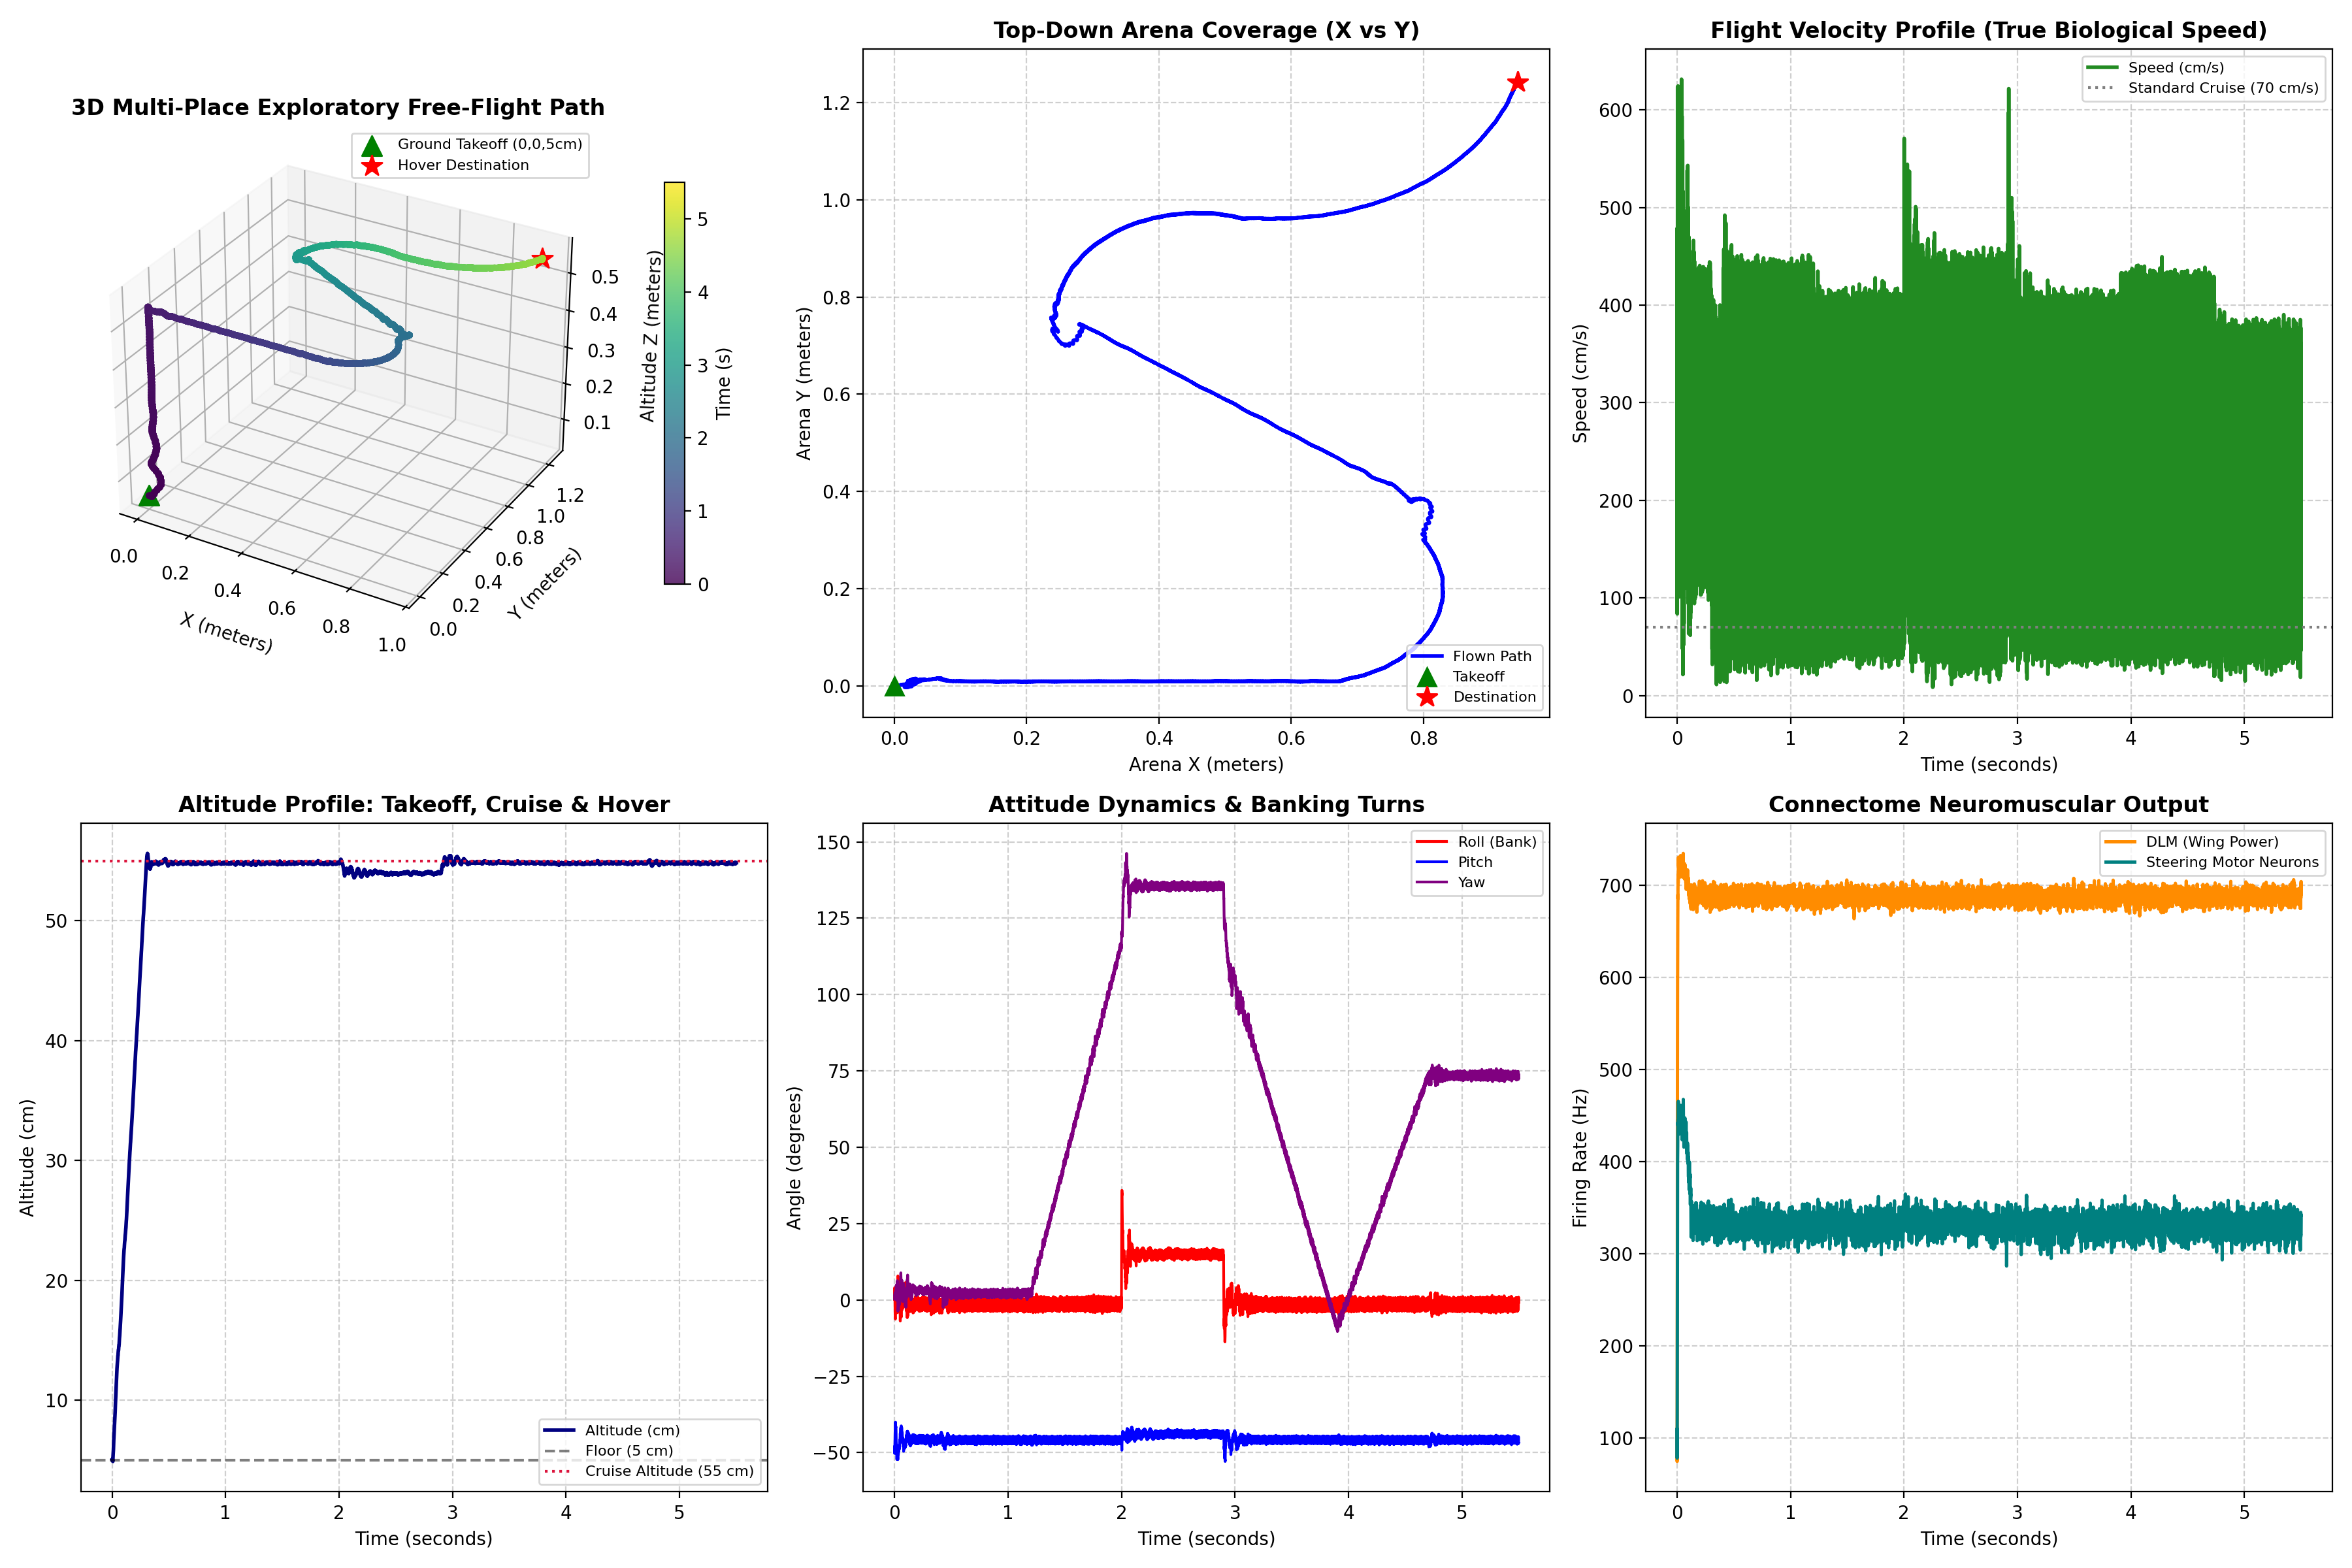 3D Multi-Place Exploratory Free-Flight Path
Ground Takeoff (0,0,5cm)
Hover Destination
0.5
0.4
0.3
0.2
0.1
Altitude Z (meters)
0.0
0.2
0.4
0.6
0.8
1.0
X (meters)
0.0
0.2
0.4
0.6
0.8
1.0
1.2
Y (meters)
5
4
3
2
1
0
Time (s)
Top-Down Arena Coverage (X vs Y)
1.2
1.0
0.8
0.6
0.4
0.2
0.0
Arena Y (meters)
Flown Path
Takeoff
Destination
0.0
0.2
0.4
0.6
0.8
Arena X (meters)
Flight Velocity Profile (True Biological Speed)
Speed (cm/s)
Standard Cruise (70 cm/s)
600
500
400
300
200
100
0
Speed (cm/s)
0
1
2
3
4
5
Time (seconds)
Altitude Profile: Takeoff, Cruise & Hover
50
40
30
20
10
Altitude (cm)
Altitude (cm)
Floor (5 cm)
Cruise Altitude (55 cm)
0
1
2
3
4
5
Time (seconds)
Attitude Dynamics & Banking Turns
Roll (Bank)
Pitch
Yaw
150
125
100
75
50
25
0
−25
−50
Angle (degrees)
0
1
2
3
4
5
Time (seconds)
Connectome Neuromuscular Output
DLM (Wing Power)
Steering Motor Neurons
700
600
500
400
300
200
100
Firing Rate (Hz)
0
1
2
3
4
5
Time (seconds)